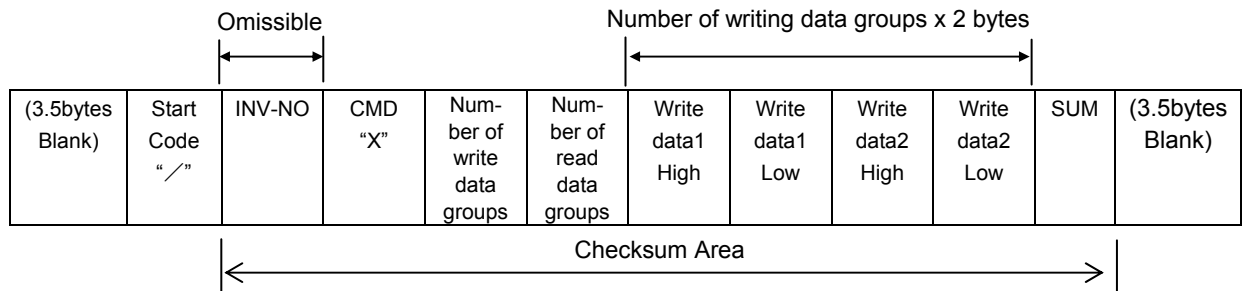 Omissible
Number of writing data groups x 2 bytes
(3.5bytes Blank)
Start Code “／”
INV-NO
CMD “X”
Num-
ber of
write
data
groups
Num-
ber of
read
data
groups
Write
data1
High
Write
data1
Low
Write
data2
High
Write
data2
Low
SUM
(3.5bytes
Blank)
Checksum Area